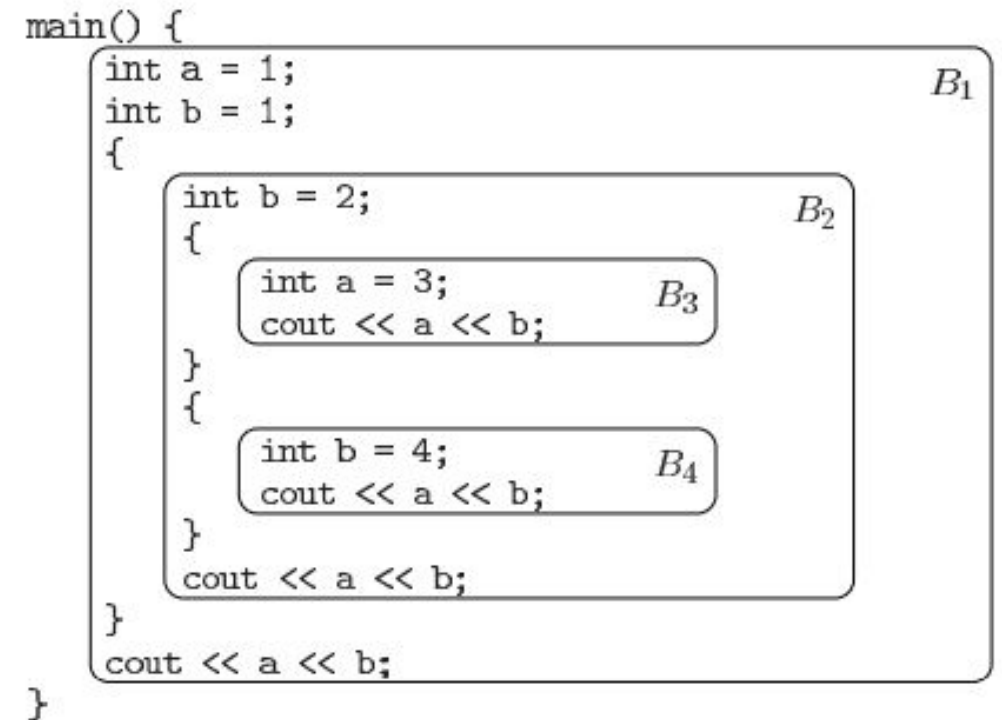 main() {
int a = 1; B1
int b = 1;
{
int b = 2; B2
{
int a = 3; B3
cout << a << b;
}
{
int b = 4; B4
cout << a << b;
}
cout << a << b;
}
cout << a << b;
}